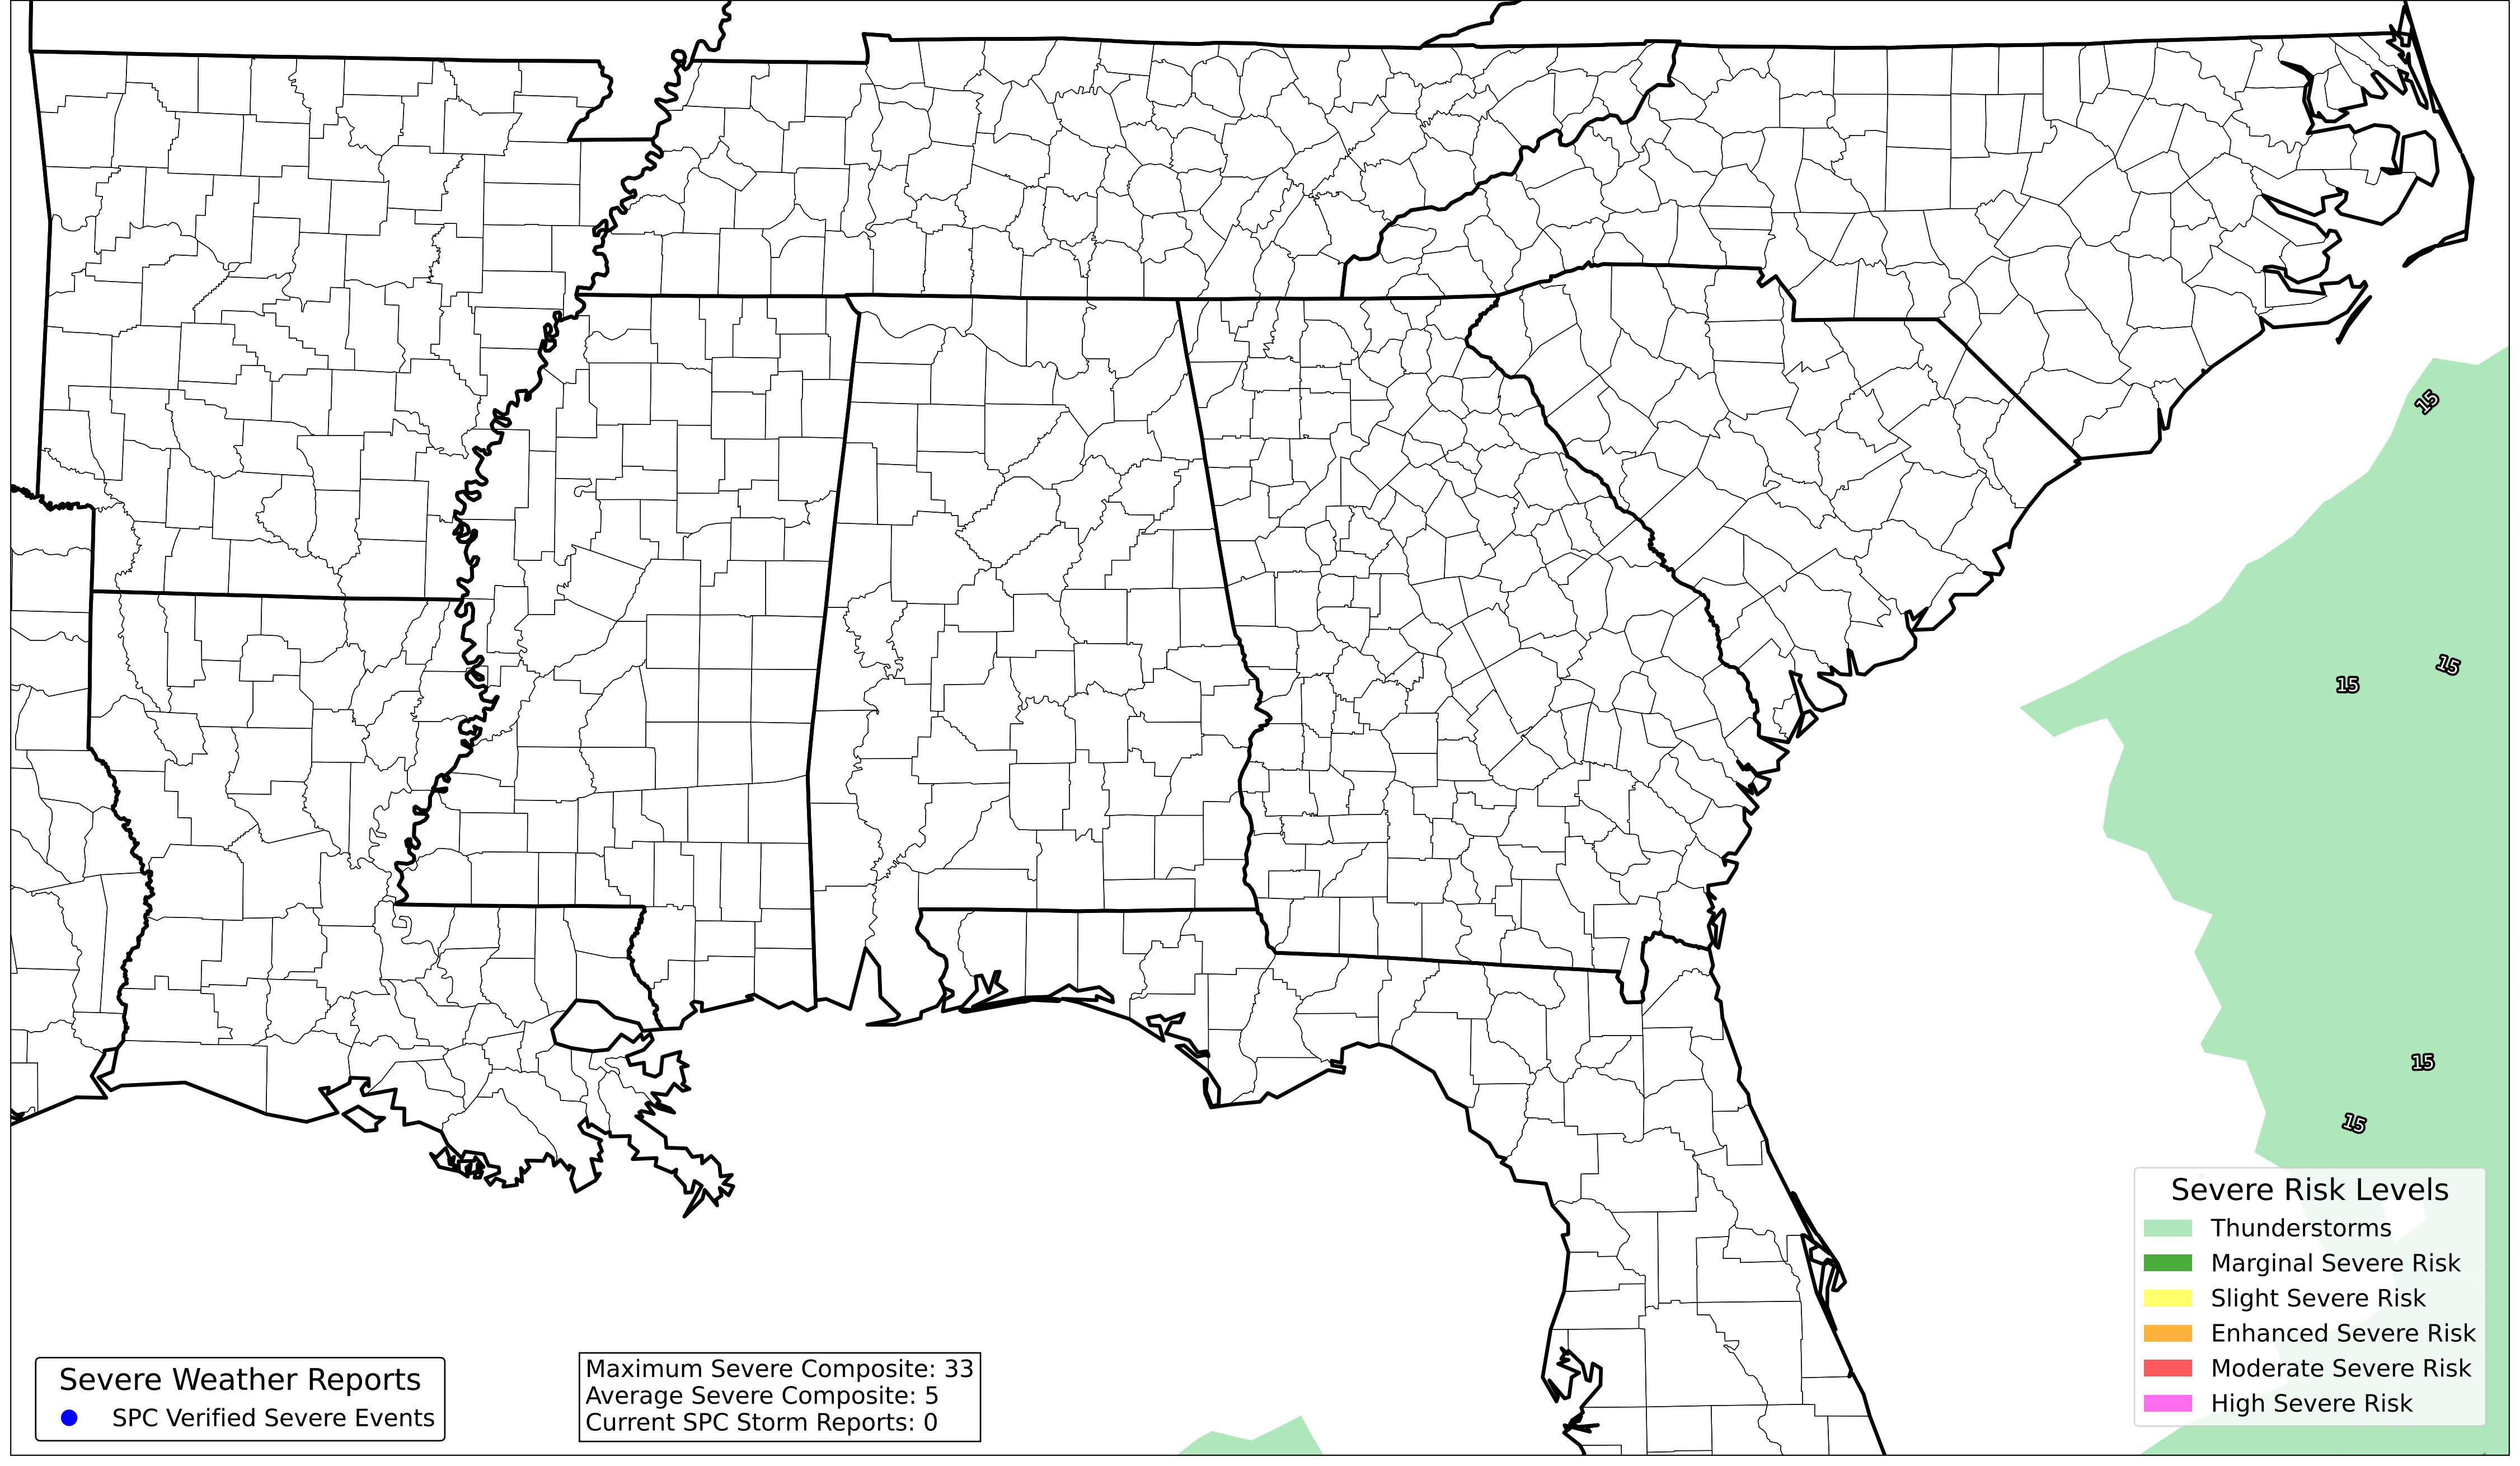 15
15
15
15
15
Severe Risk Levels
Thunderstorms
Marginal Severe Risk
Slight Severe Risk
Enhanced Severe Risk
Moderate Severe Risk
High Severe Risk
Severe Weather Reports
SPC Verified Severe Events
Maximum Severe Composite: 33
Average Severe Composite: 5
Current SPC Storm Reports: 0